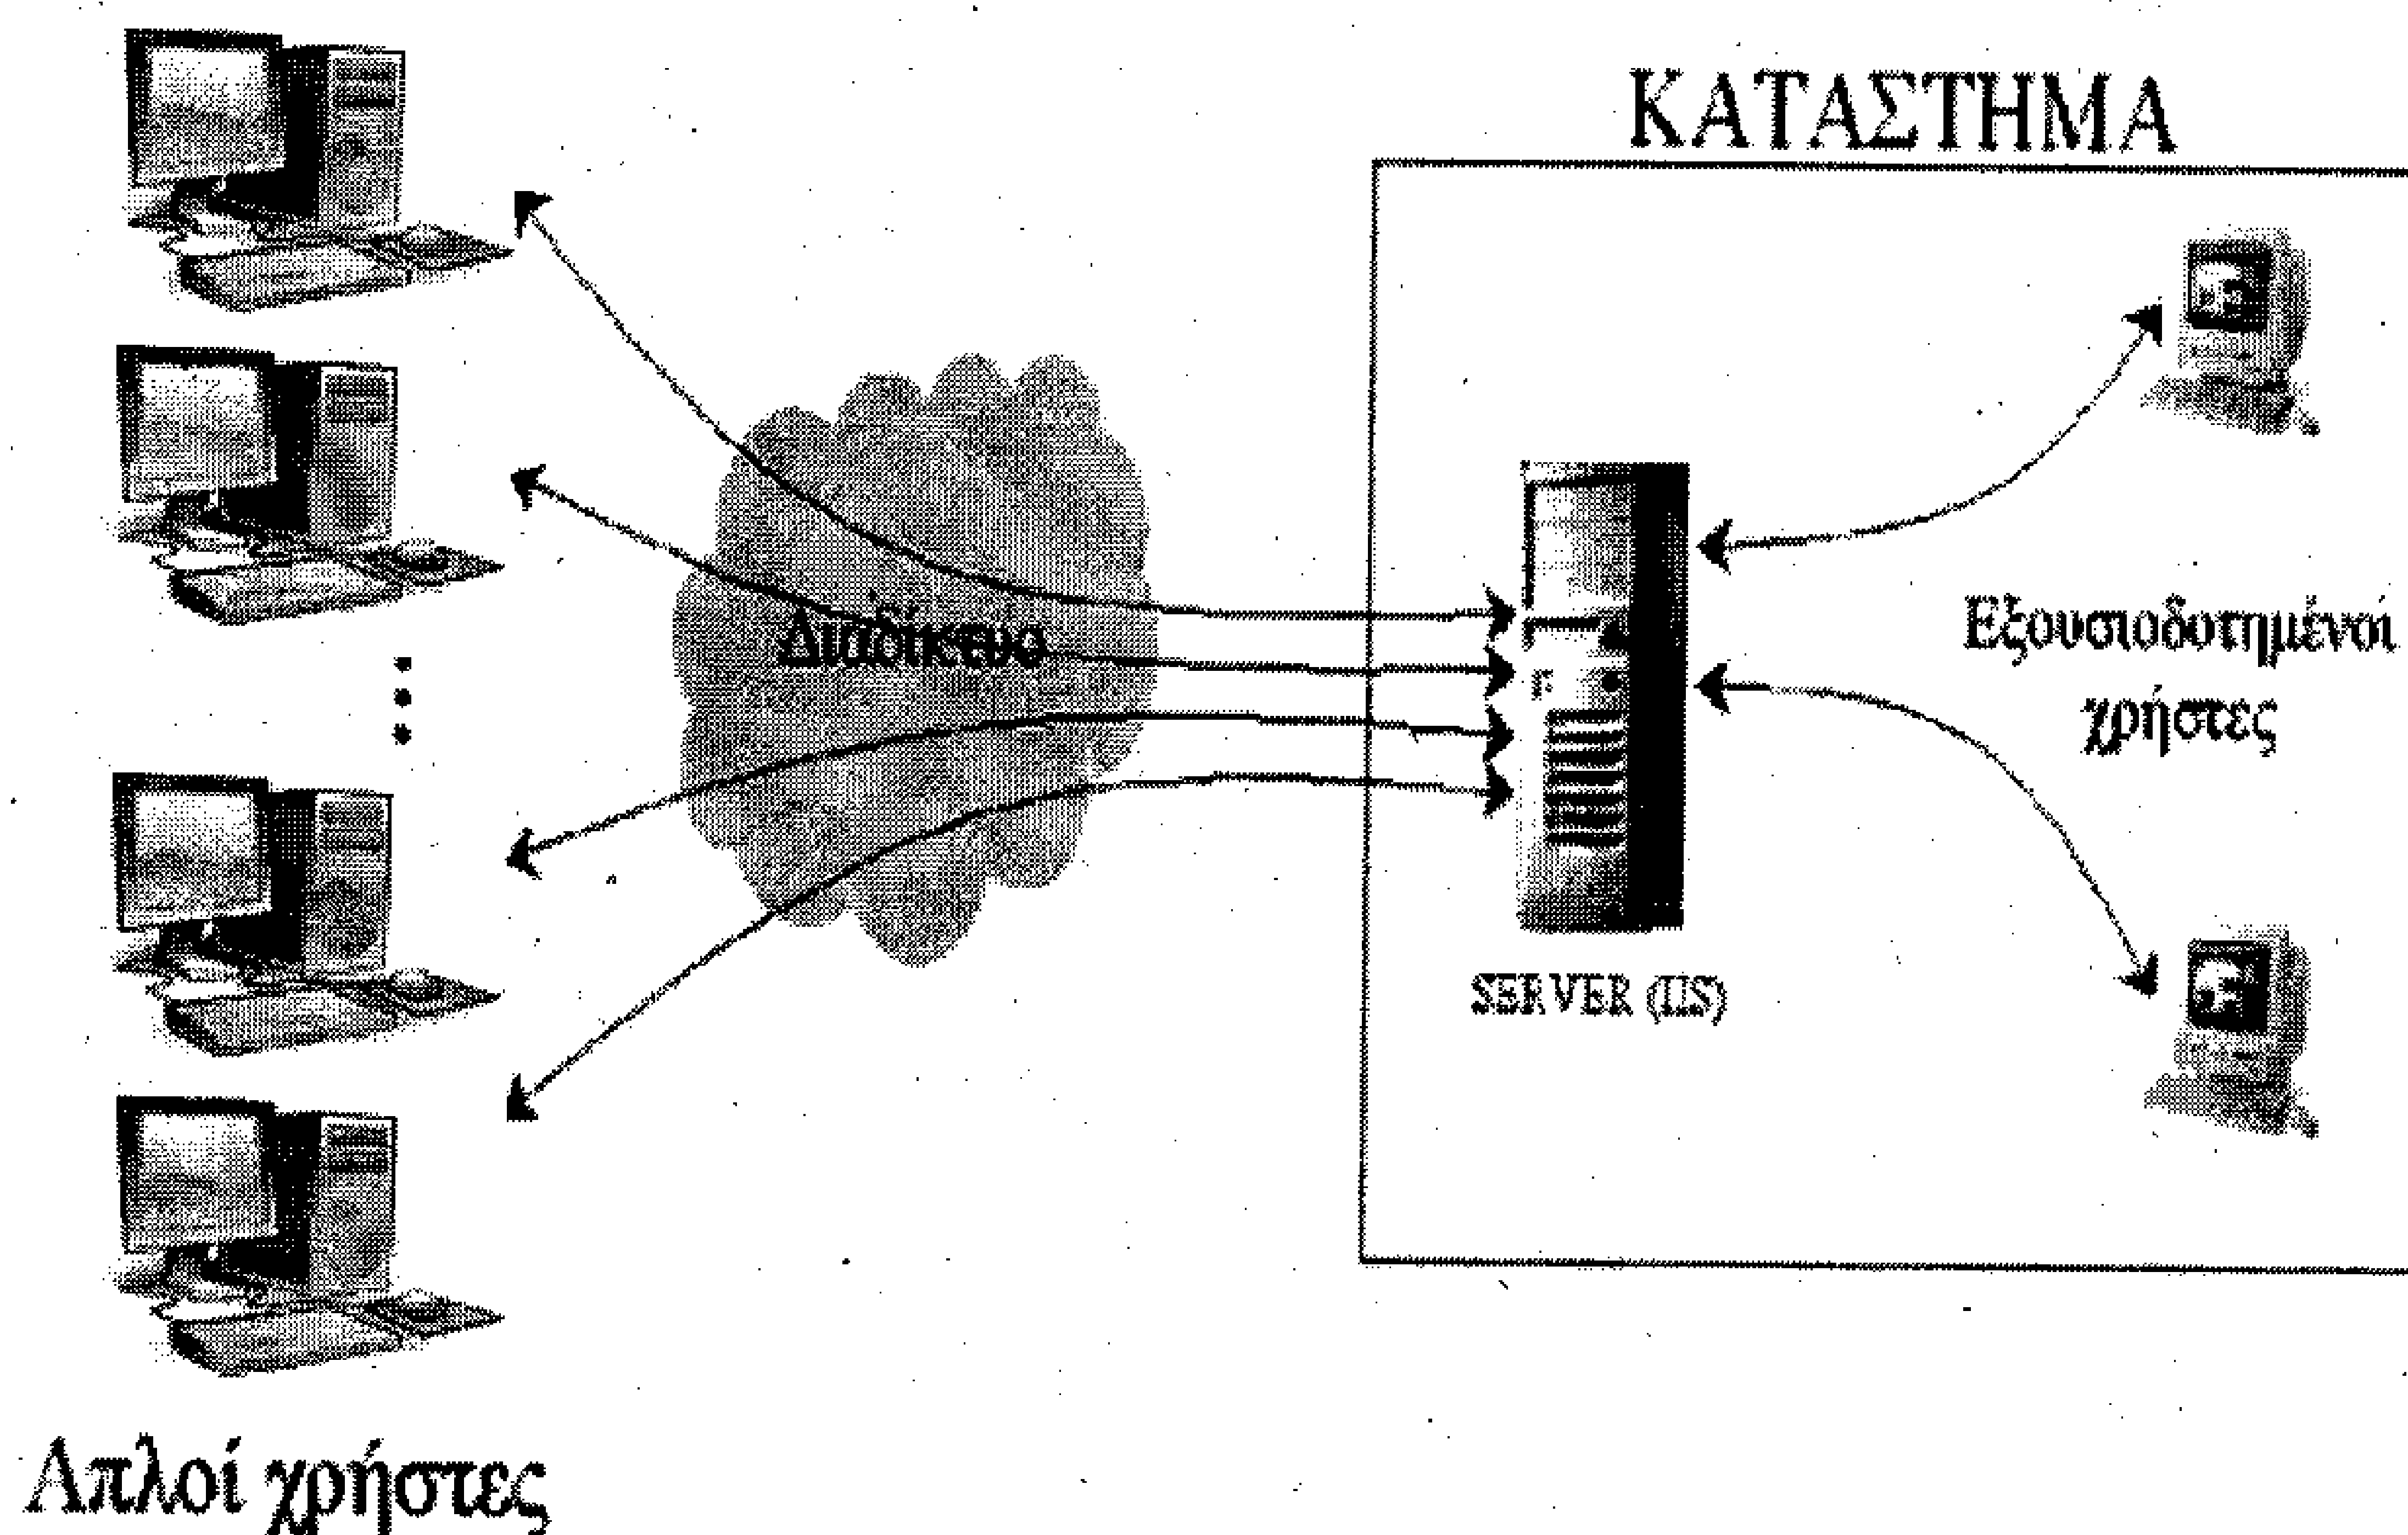 ΚΑΤΑΣΤΗΜΑ
Διαδίκτυο
Εξουσιοδοτημένοι
χρήστες
SERVER (IIS)
Απλοί χρήστες